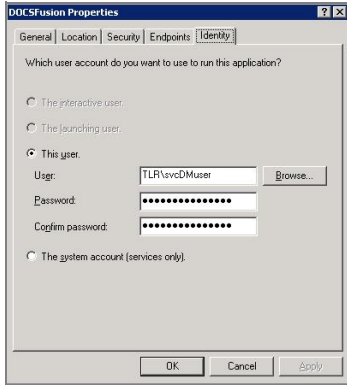 DOCSFusion Properties
General Location Security Endpoints Identity
Which user account do you want to use to run this application?
The interactive user.
The launching user.
This user.
User: TLR\svcDMuser Browse...
Password: ●●●●●●●●●●●●●●●
Confirm password: ●●●●●●●●●●●●●●●
The system account (services only).
OK Cancel Apply